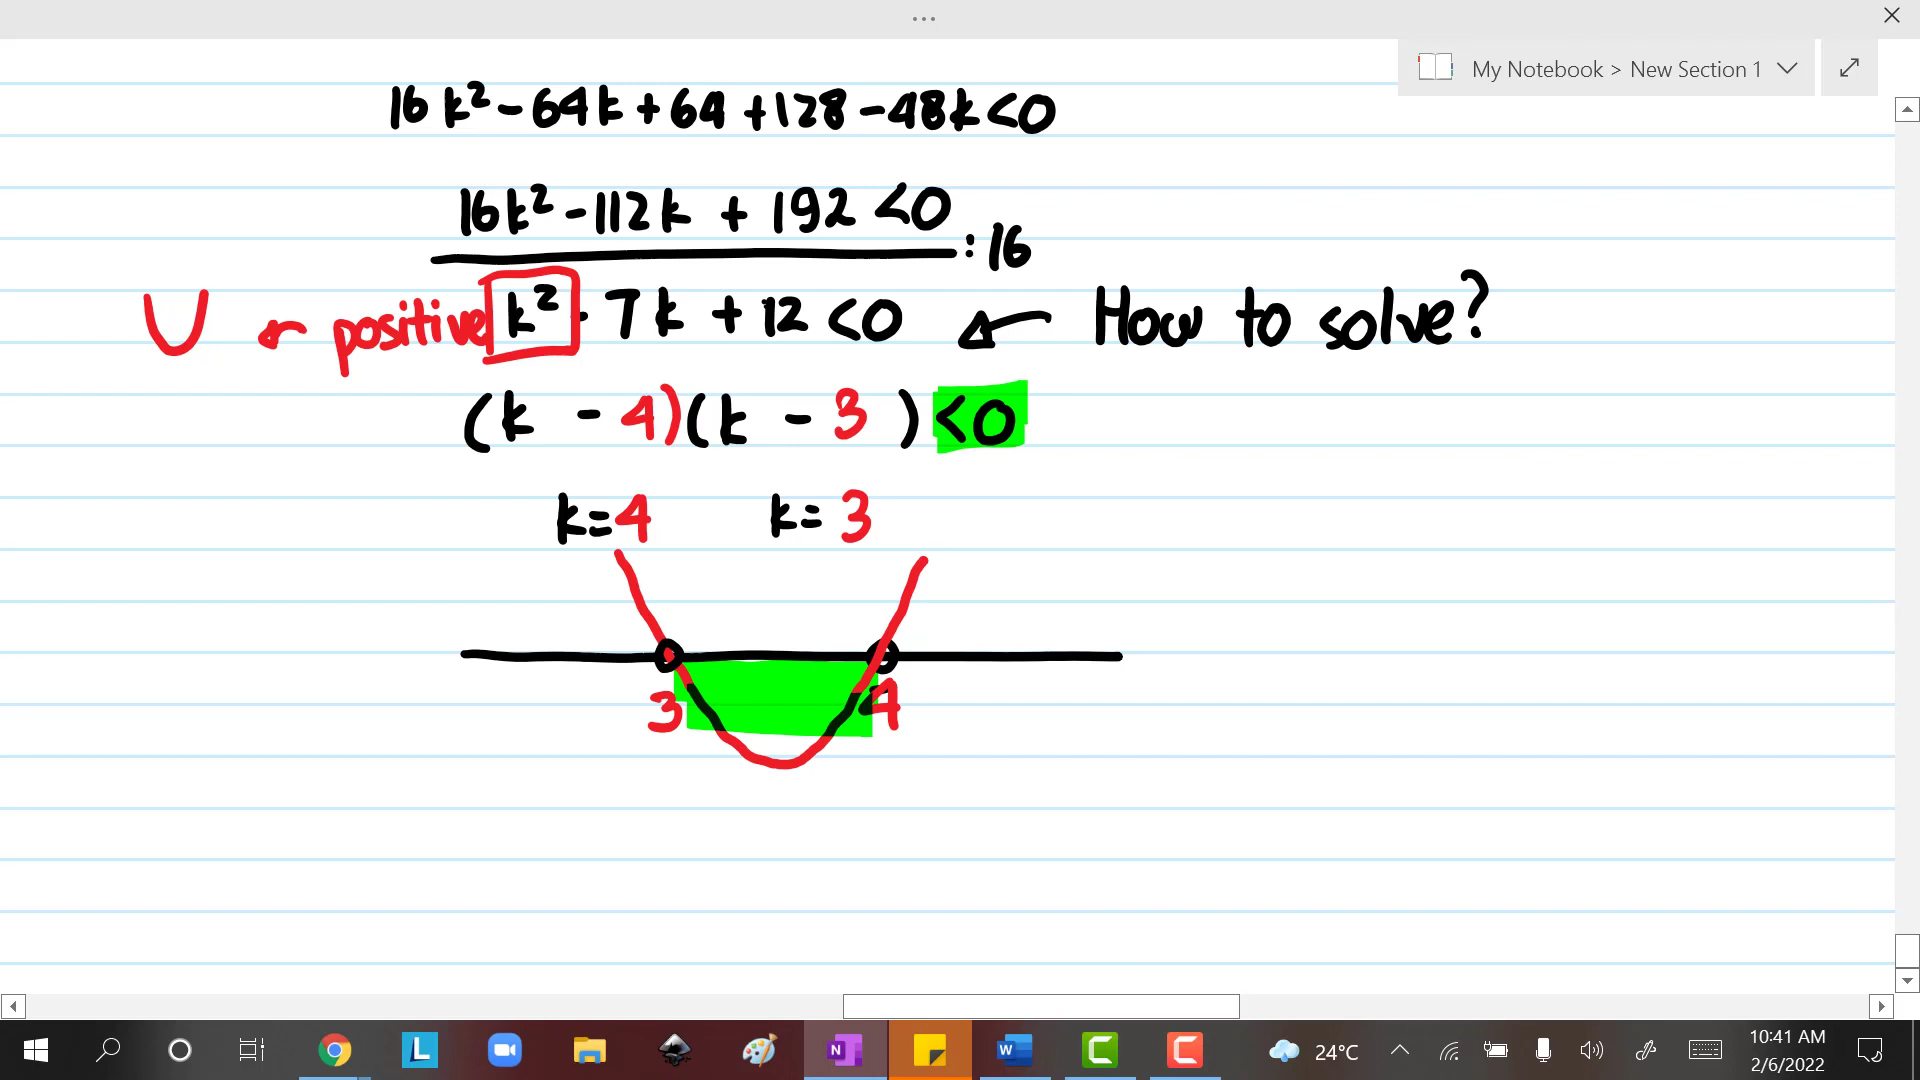 My Notebook > New Section 1
16k² - 64k + 64 + 128 - 48k < 0
16k² - 112k + 192 < 0
: 16
U ← positive k² - 7k + 12 < 0 ← How to solve?
(k - 4)(k - 3) < 0
k = 4 k = 3
3 4
24°C
10:41 AM
2/6/2022